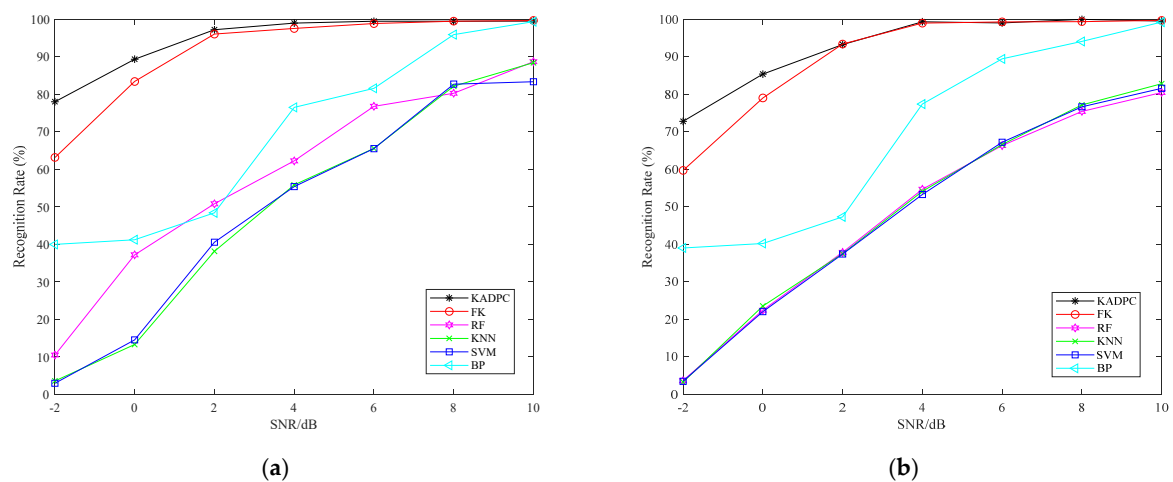 100
90
80
70
60
50
40
30
20
10
0
Recognition Rate (%)
KADPC
FK
RF
KNN
SVM
BP
-2 0 2 4 6 8 10
SNR/dB
(a)
100
90
80
70
60
50
40
30
20
10
0
Recognition Rate (%)
KADPC
FK
RF
KNN
SVM
BP
-2 0 2 4 6 8 10
SNR/dB
(b)